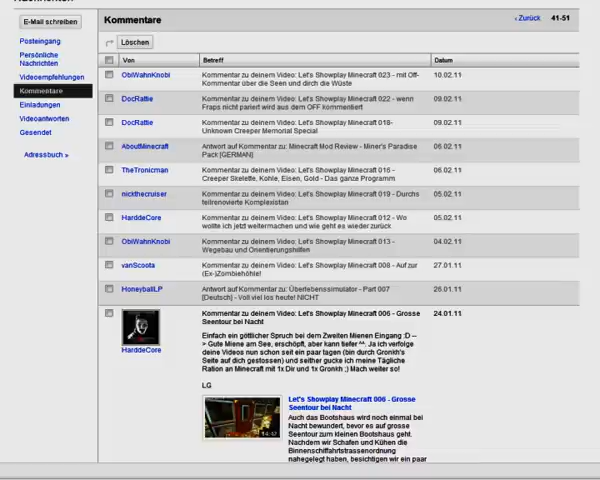 E-Mail schreiben
Posteingang
Persönliche
Nachrichten
Videoempfehlungen
Kommentare
Einladungen
Videoantworten
Gesendet
Adressbuch »
Kommentare
‹ Zurück 41-51
Löschen
Von Betreff Datum
ObiWahnKnobi Kommentar zu deinem Video: Let's Showplay Minecraft 023 - mit Off- 10.02.11
Kommentar über die Seen und dirch die Wüste
DocRattie Kommentar zu deinem Video: Let's Showplay Minecraft 022 - wenn 09.02.11
Fraps nicht pariert wird aus dem OFF kommentiert
DocRattie Kommentar zu deinem Video: Let's Showplay Minecraft 018- 09.02.11
Unknown Creeper Memorial Special
AboutMinecraft Antwort auf Kommentar zu: Minecraft Mod Review - Miner's Paradise 06.02.11
Pack [GERMAN]
TheTronicman Kommentar zu deinem Video: Let's Showplay Minecraft 016 - 06.02.11
Creeper Skelette, Kohle, Eisen, Gold - Das ganze Programm
nickthecruiser Kommentar zu deinem Video: Let's Showplay Minecraft 019 - Durchs 05.02.11
teilrenovierte Komplexistan
HarddeCore Kommentar zu deinem Video: Let's Showplay Minecraft 012 - Wo 05.02.11
wollte ich jetzt weitermachen und wie geht es wieder zurück
ObiWahnKnobi Kommentar zu deinem Video: Let's Showplay Minecraft 013 - 04.02.11
Wegebau und Orientierungshilfen
vanScoota Kommentar zu deinem Video: Let's Showplay Minecraft 008 - Auf zur 27.01.11
(Ex-)Zombiehöhle!
HoneyballLP Antwort auf Kommentar zu: Überlebenssimulator - Part 007 26.01.11
[Deutsch] - Voll viel los heute! NICHT
Kommentar zu deinem Video: Let's Showplay Minecraft 006 - Grosse 24.01.11
Seentour bei Nacht
HarddeCore
Einfach ein göttlicher Spruch bei dem Zweiten Mienen Eingang :D --
> Gute Miene am See, erschöpft, aber kann tiefer ^^. Ja ich verfolge
deine Videos nun schon seit ein paar tagen (bin durch Gronkh's
Seite auf dich gestossen) und seither gucke ich meine Tägliche
Ration an Minecraft mit 1x Dir und 1x Gronkh ;) Mach weiter so!
LG
14:42
Let's Showplay Minecraft 006 - Grosse
Seentour bei Nacht
Auch das Bootshaus wird noch einmal bei
Nacht bewundert, bevor es auf grosse
Seentour zum kleinen Bootshaus geht.
Nachdem wir Schafen und Kühen die
Binnenschiffahrtstrassenordnung
nahegelegt haben, besichtigen wir ein paar